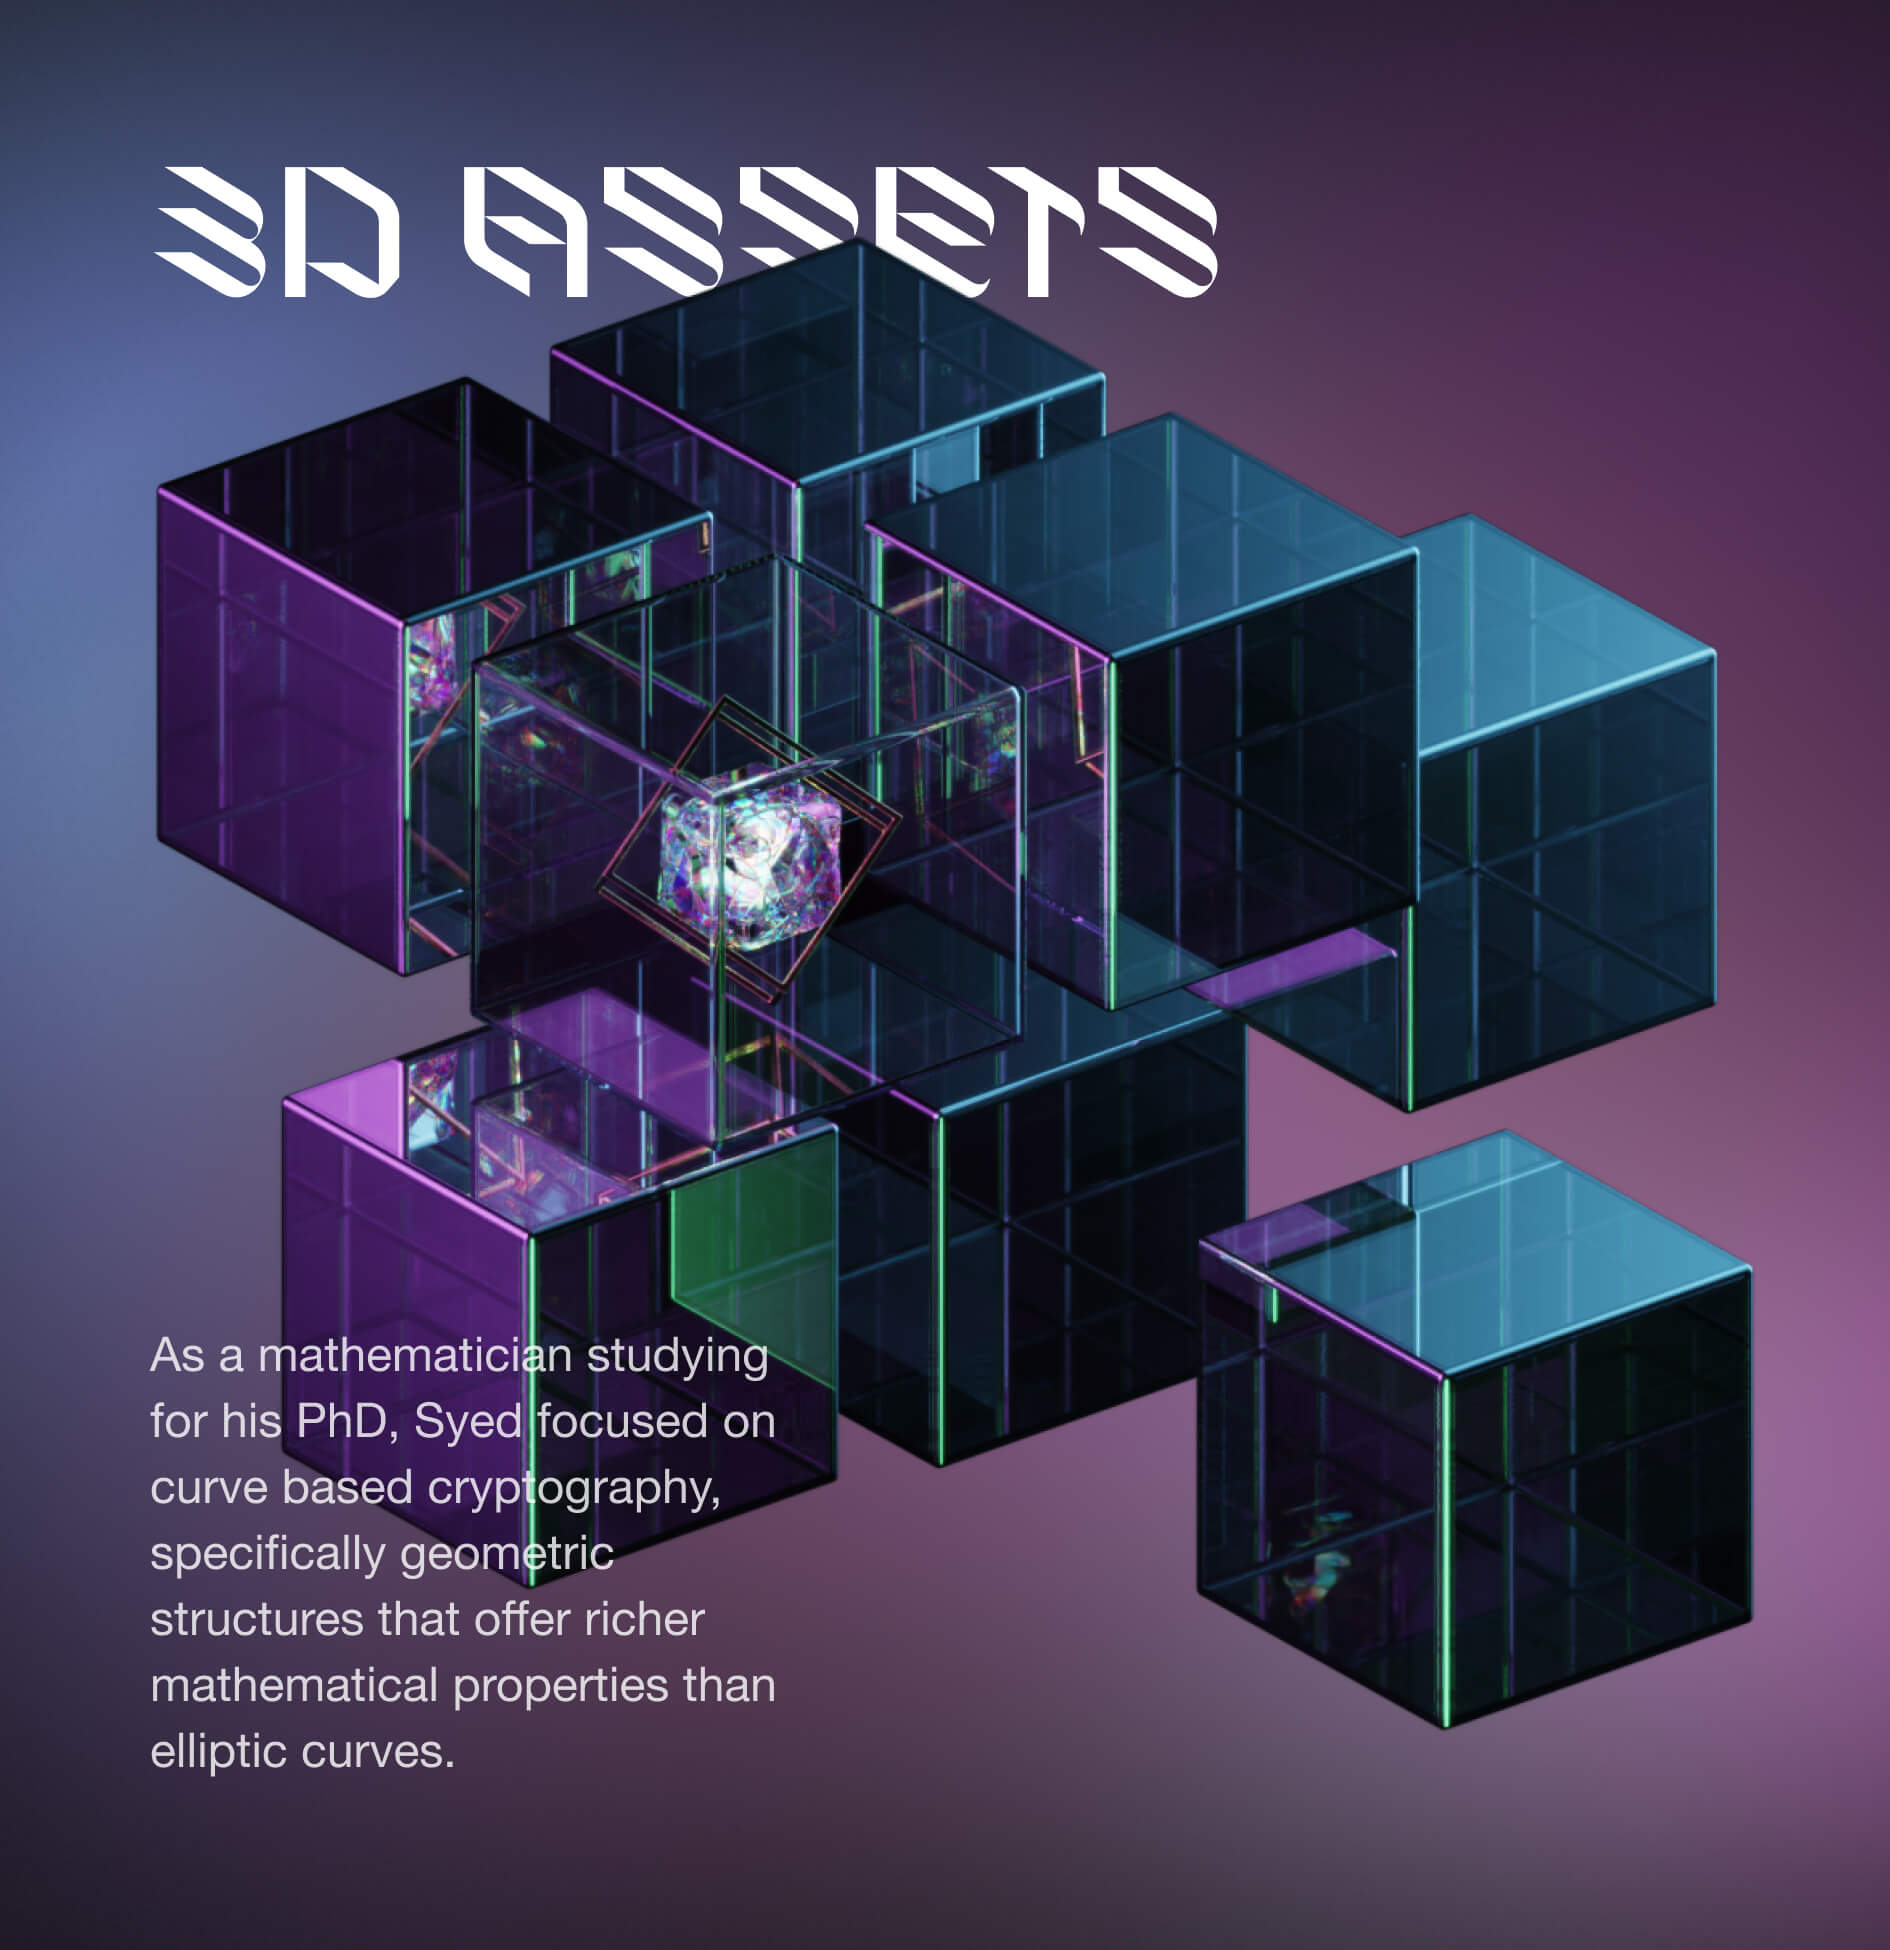 3D ASSETS
As a mathematician studying
for his PhD, Syed focused on
curve based cryptography,
specifically geometric
structures that offer richer
mathematical properties than
elliptic curves.